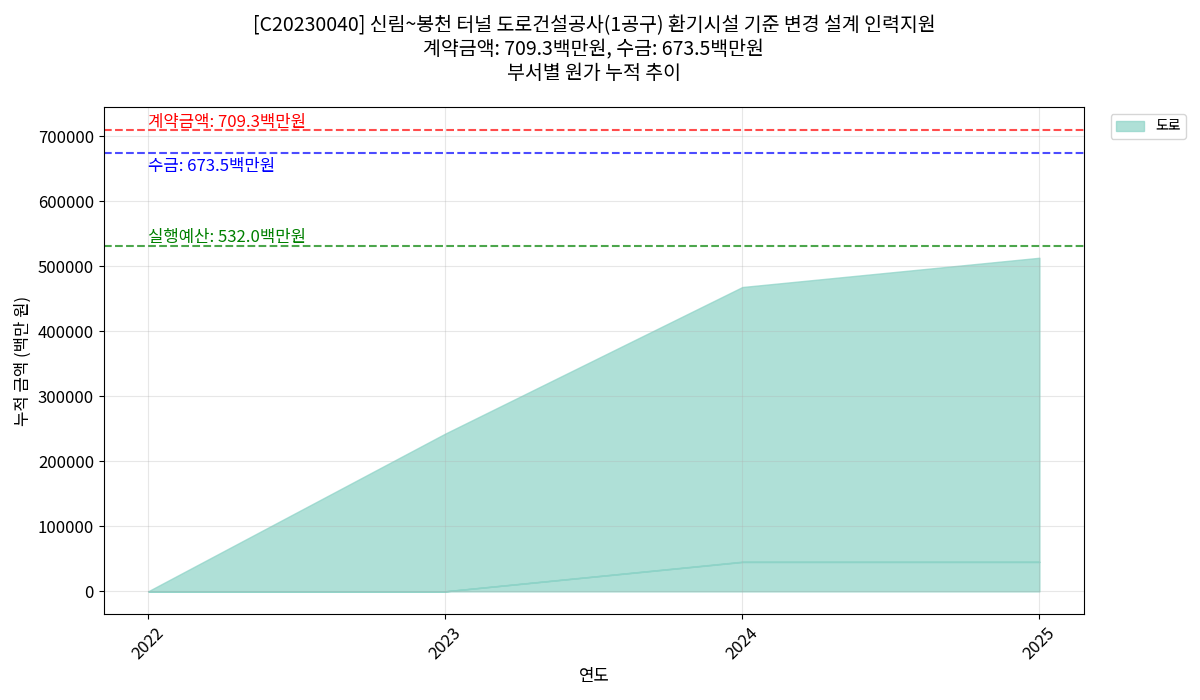 [C20230040] 신림~봉천 터널 도로건설공사(1공구) 환기시설 기준 변경 설계 인력지원
계약금액: 709.3백만원, 수금: 673.5백만원
부서별 원가 누적 추이
계약금액: 709.3백만원
수금: 673.5백만원
실행예산: 532.0백만원
도로
누적 금액 (백만 원)
700000
600000
500000
400000
300000
200000
100000
0
2022
2023
2024
2025
연도